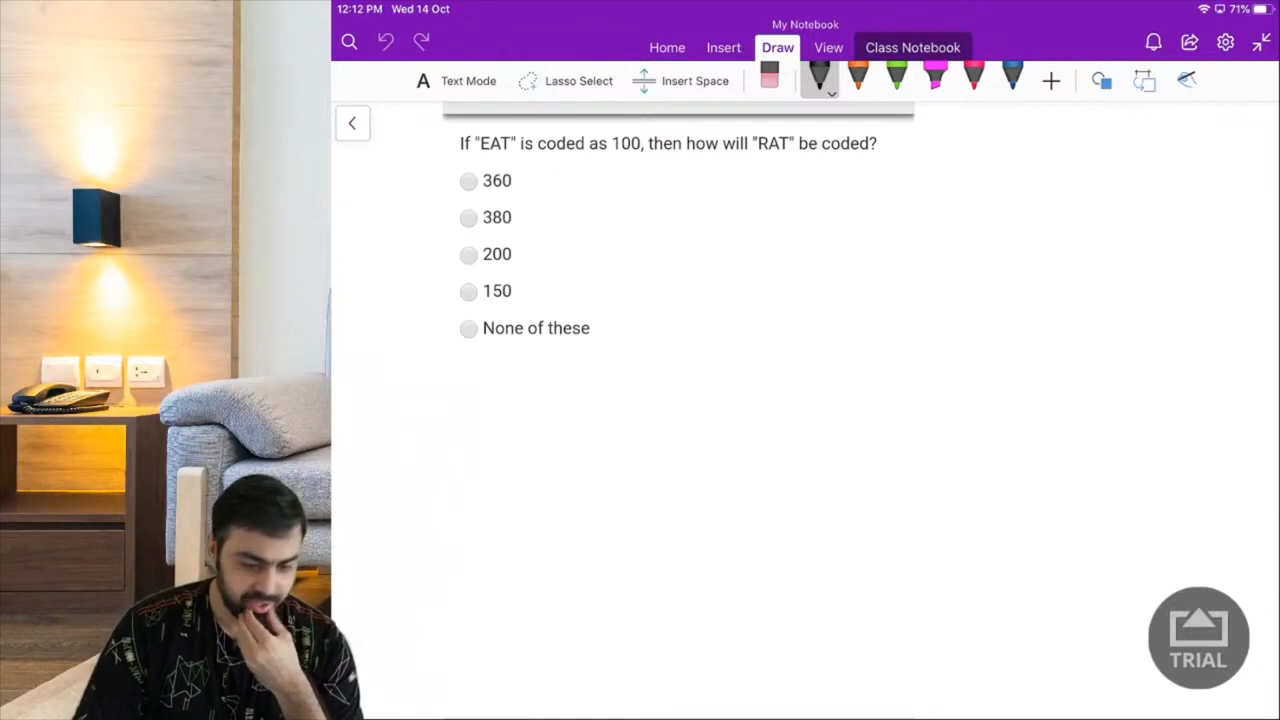 12:12 PM Wed 14 Oct
71%
My Notebook
Home Insert Draw View Class Notebook
A Text Mode Lasso Select Insert Space
If "EAT" is coded as 100, then how will "RAT" be coded?
360
380
200
150
None of these
TRIAL